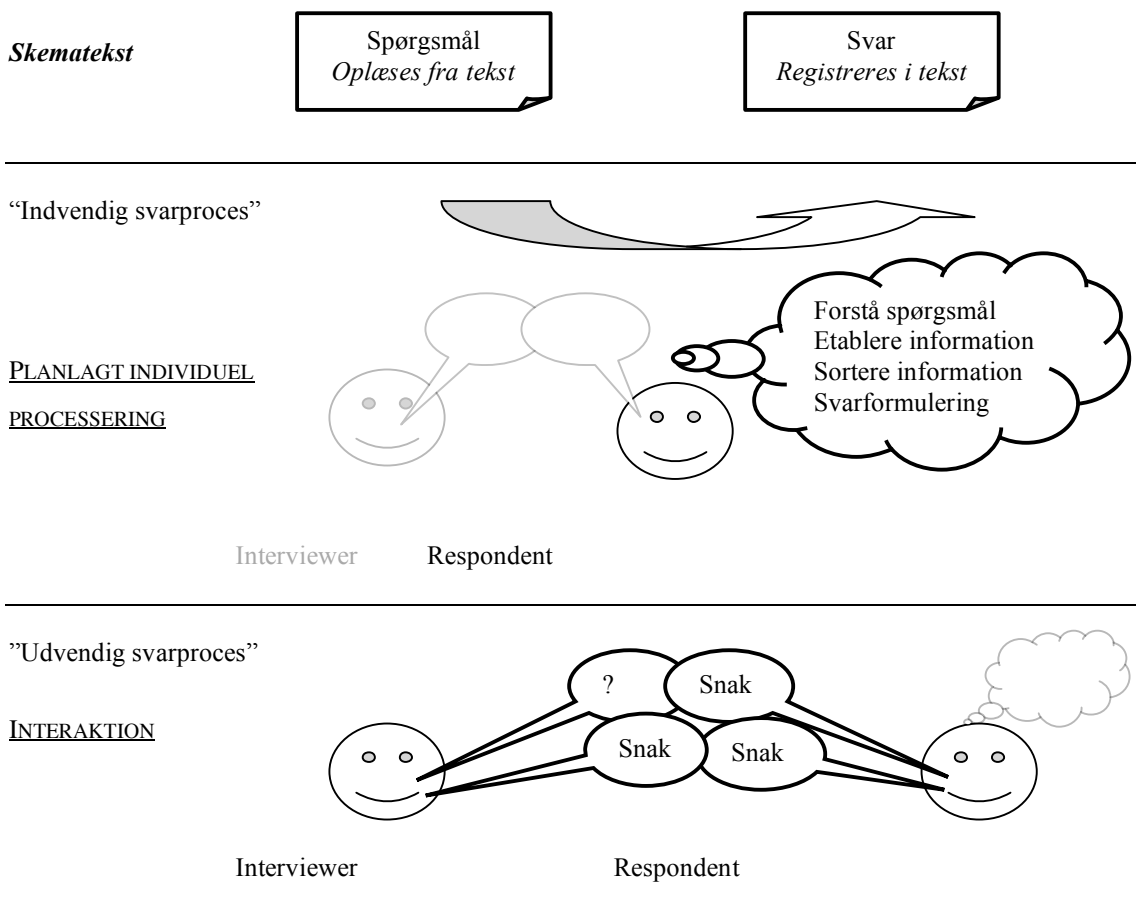 Skematekst
Spørgsmål
Oplæses fra tekst
Svar
Registreres i tekst
“Indvendig svarproces”
PLANLAGT INDIVIDUEL
PROCESSERING
Forstå spørgsmål
Etablere information
Sortere information
Svarformulering
Interviewer Respondent
”Udvendig svarproces”
INTERAKTION
? Snak
Snak Snak
Interviewer Respondent